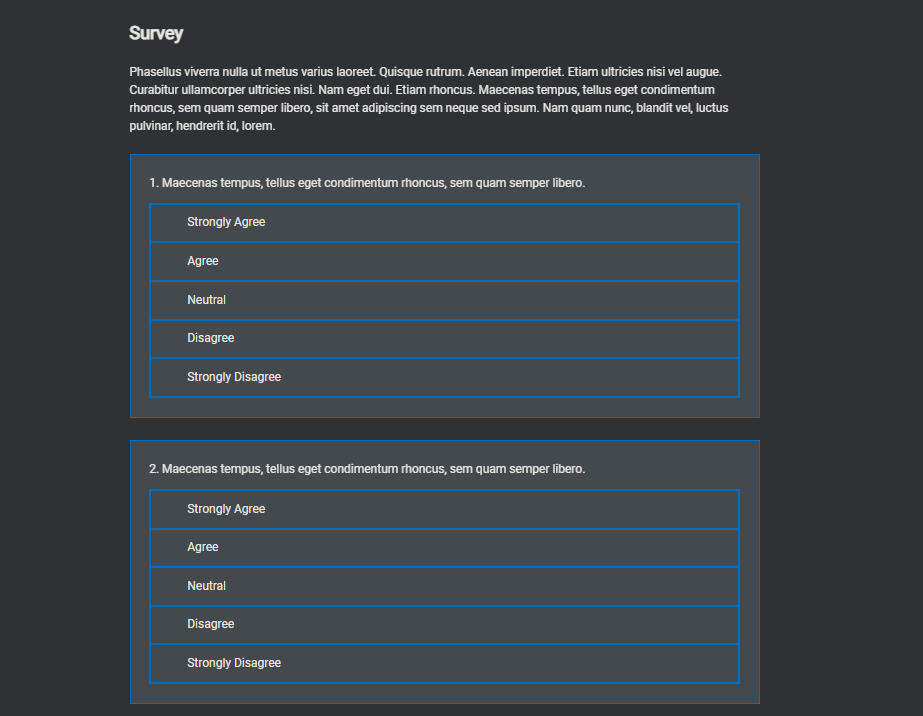 Survey
Phasellus viverra nulla ut metus varius laoreet. Quisque rutrum. Aenean imperdiet. Etiam ultricies nisi vel augue.
Curabitur ullamcorper ultricies nisi. Nam eget dui. Etiam rhoncus. Maecenas tempus, tellus eget condimentum
rhoncus, sem quam semper libero, sit amet adipiscing sem neque sed ipsum. Nam quam nunc, blandit vel, luctus
pulvinar, hendrerit id, lorem.
1. Maecenas tempus, tellus eget condimentum rhoncus, sem quam semper libero.
Strongly Agree
Agree
Neutral
Disagree
Strongly Disagree
2. Maecenas tempus, tellus eget condimentum rhoncus, sem quam semper libero.
Strongly Agree
Agree
Neutral
Disagree
Strongly Disagree